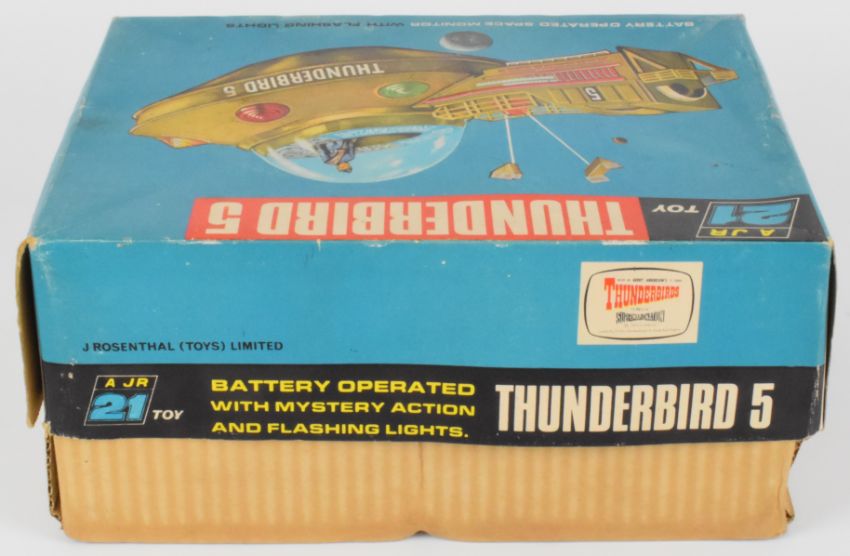 BATTERY OPERATED SPACE MONITOR WITH FLASHING LIGHTS
THUNDERBIRD 5
5
THUNDERBIRD 5
A JR
21
TOY
THUNDERBIRDS
J ROSENTHAL (TOYS) LIMITED
A JR
21
TOY
BATTERY OPERATED
WITH MYSTERY ACTION
AND FLASHING LIGHTS.
THUNDERBIRD 5